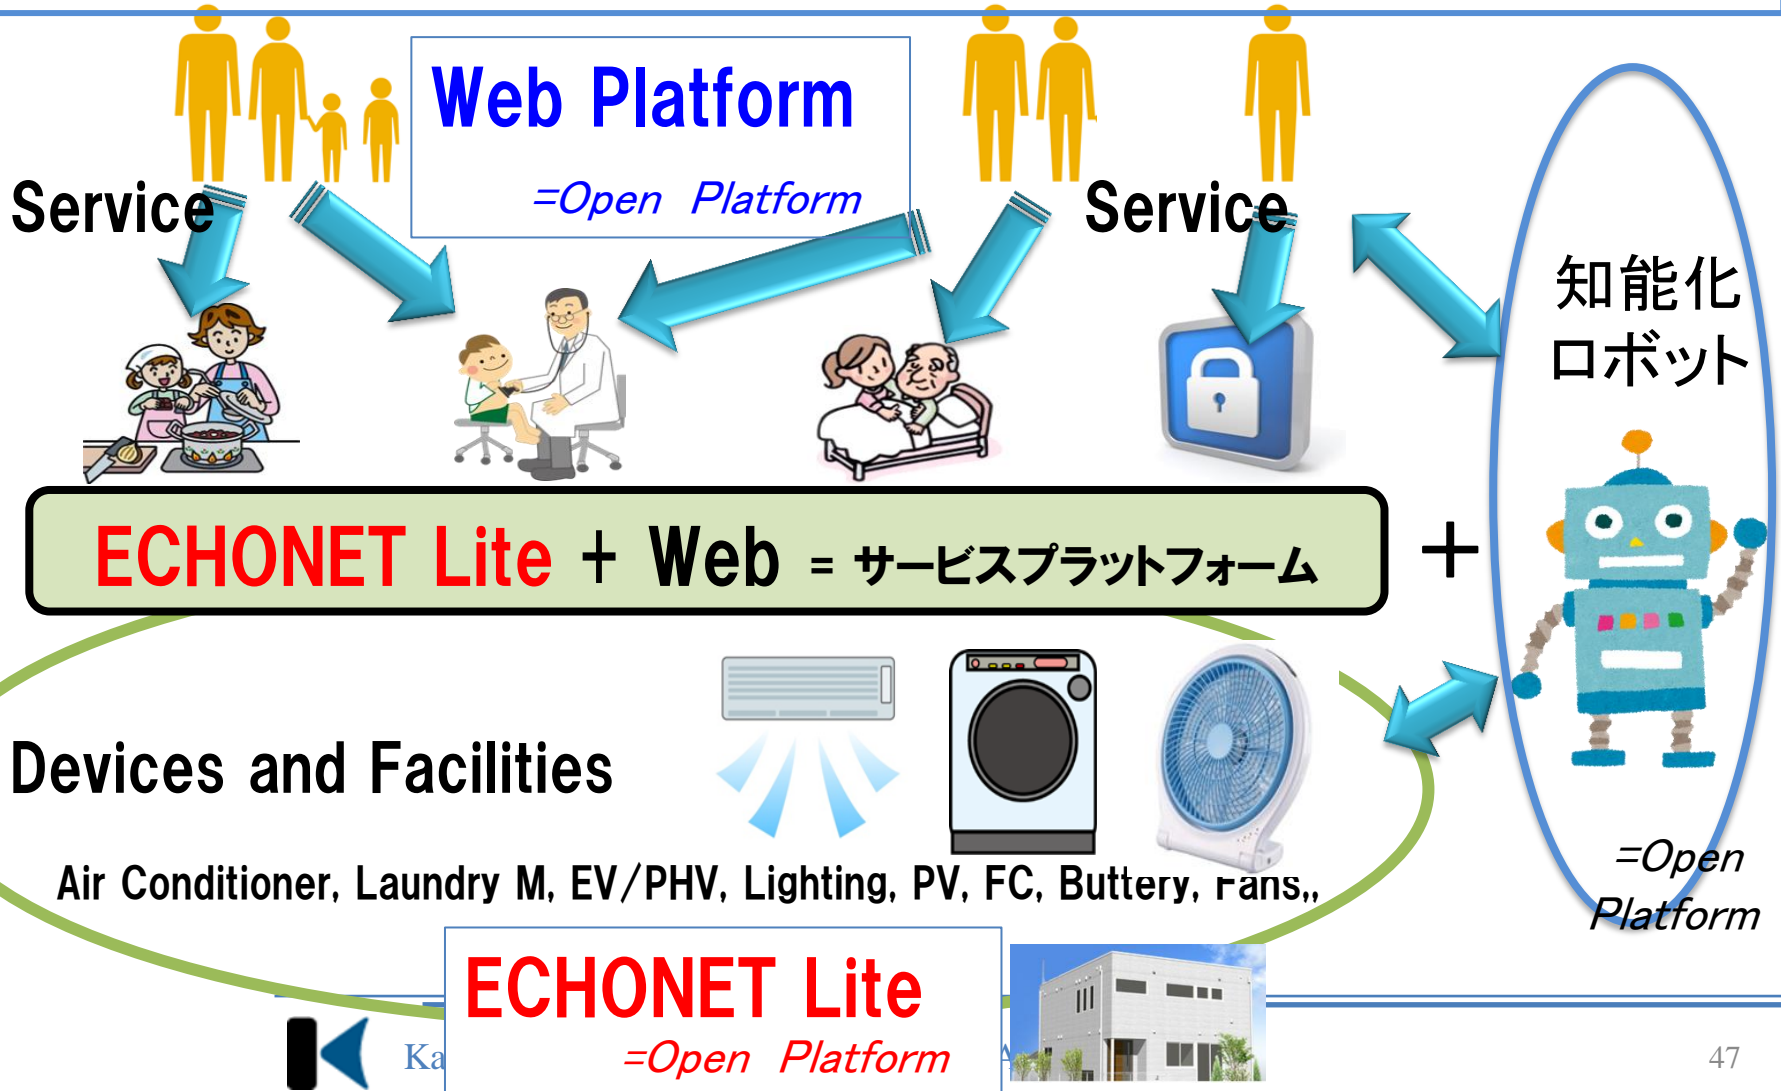 Web Platform
=Open Platform
Service
Service
知能化
ロボット
ECHONET Lite + Web = サービスプラットフォーム
+
Devices and Facilities
Air Conditioner, Laundry M, EV/PHV, Lighting, PV, FC, Buttery, Fans,,
=Open
Platform
ECHONET Lite
=Open Platform
Ka
47